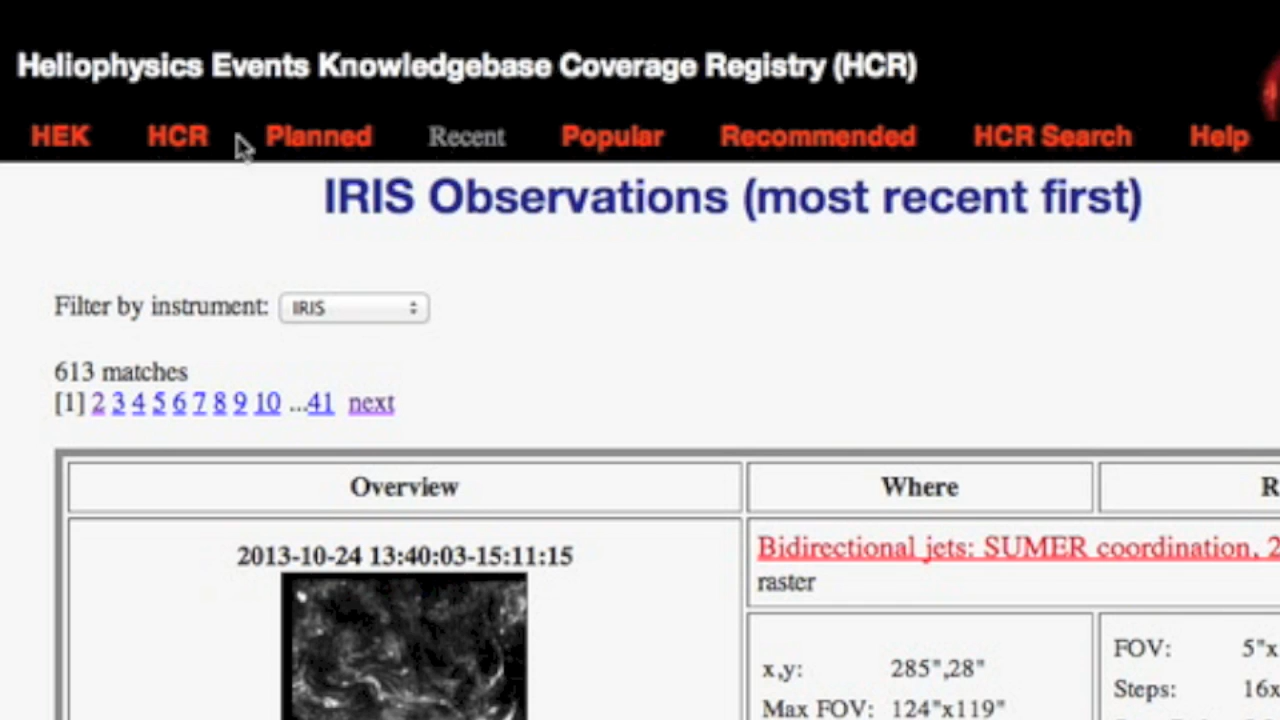 Heliophysics Events Knowledgebase Coverage Registry (HCR)
HEK HCR Planned Recent Popular Recommended HCR Search Help
IRIS Observations (most recent first)
Filter by instrument: IRIS
613 matches
[1] 2 3 4 5 6 7 8 9 10 ...41 next
Overview Where R
2013-10-24 13:40:03-15:11:15
Bidirectional jets: SUMER coordination, 2
raster
x,y: 285",28"
FOV: 5"x
Max FOV: 124"x119"
Steps: 16x